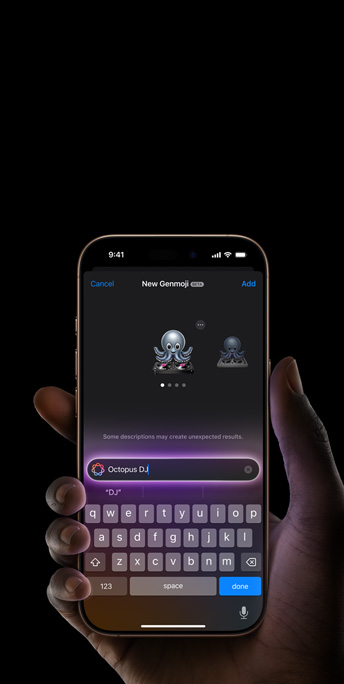 9:41
Cancel New Genmoji BETA Add
Some descriptions may create unexpected results.
Octopus DJ
"DJ"
q w e r t y u i o p
a s d f g h j k l
z x c v b n m
123 space done